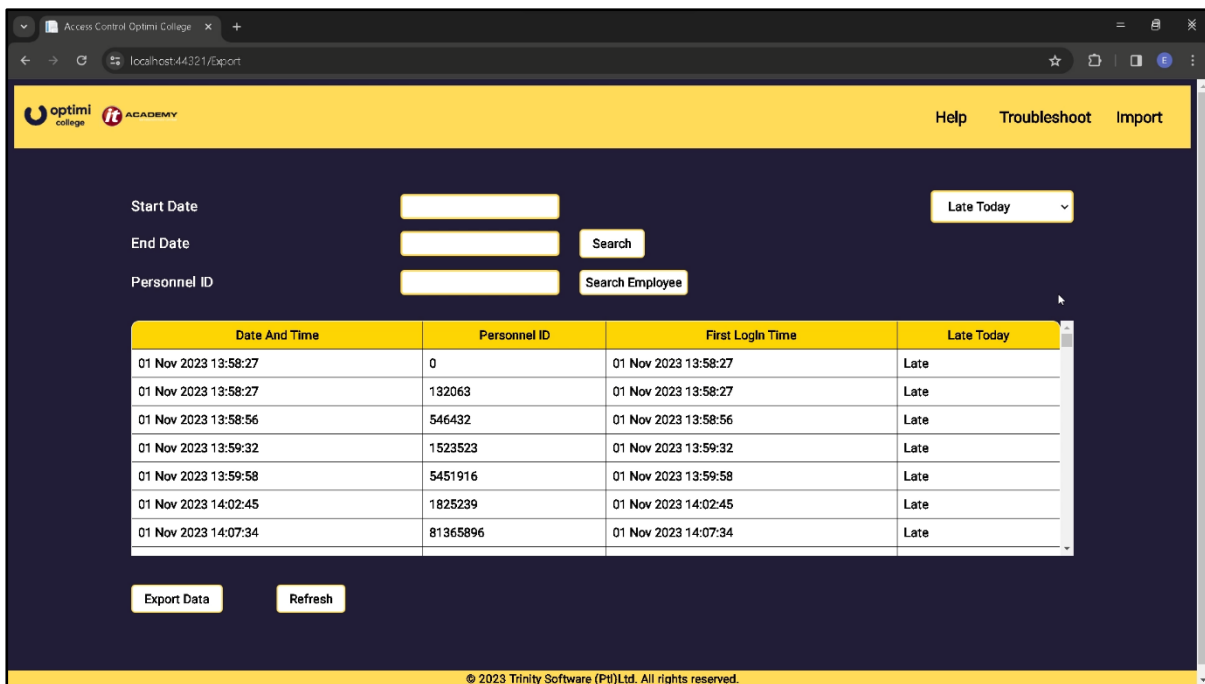 Access Control Optimi College
localhost:44321/Export
E
optimi
college
it ACADEMY
Help Troubleshoot Import
Start Date
Late Today
End Date
Search
Personnel ID
Search Employee
Date And Time Personnel ID First LogIn Time Late Today
01 Nov 2023 13:58:27 0 01 Nov 2023 13:58:27 Late
01 Nov 2023 13:58:27 132063 01 Nov 2023 13:58:27 Late
01 Nov 2023 13:58:56 546432 01 Nov 2023 13:58:56 Late
01 Nov 2023 13:59:32 1523523 01 Nov 2023 13:59:32 Late
01 Nov 2023 13:59:58 5451916 01 Nov 2023 13:59:58 Late
01 Nov 2023 14:02:45 1825239 01 Nov 2023 14:02:45 Late
01 Nov 2023 14:07:34 81365896 01 Nov 2023 14:07:34 Late
Export Data Refresh
© 2023 Trinity Software (Ptl)Ltd. All rights reserved.